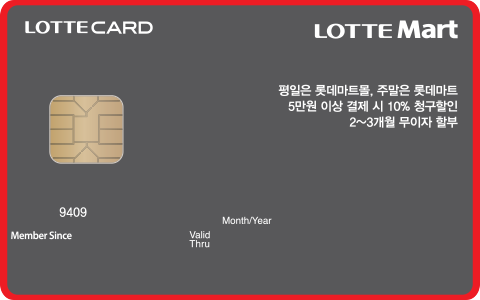 LOTTECARD
LOTTE Mart
평일은 롯데마트몰, 주말은 롯데마트
5만원 이상 결제 시 10% 청구할인
2~3개월 무이자 할부
9409
Month/Year
Member Since
Valid
Thru